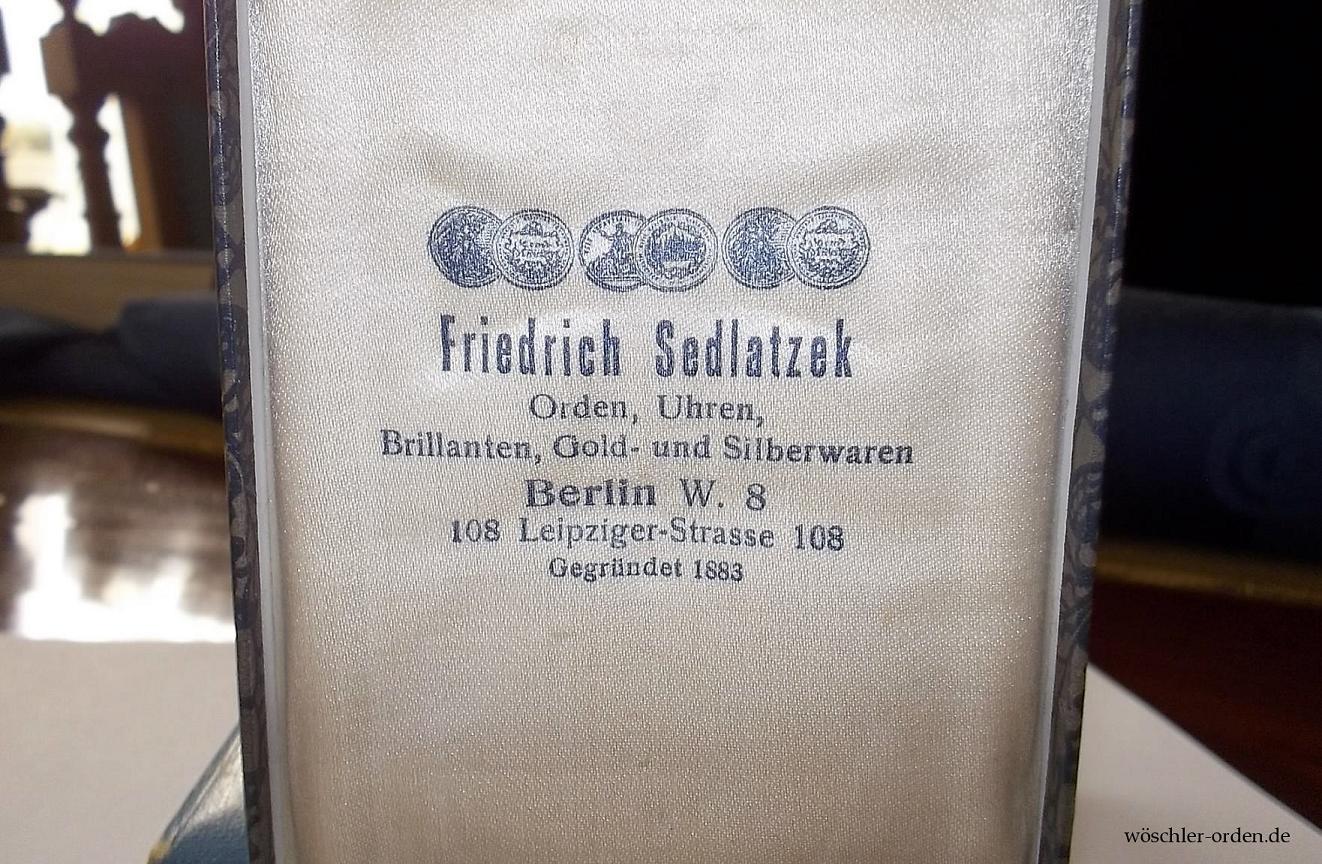 Friedrich Sedlatzek
Orden, Uhren,
Brillanten, Gold- und Silberwaren
Berlin W. 8
108 Leipziger-Strasse 108
Gegründet 1883
wöschler-orden.de